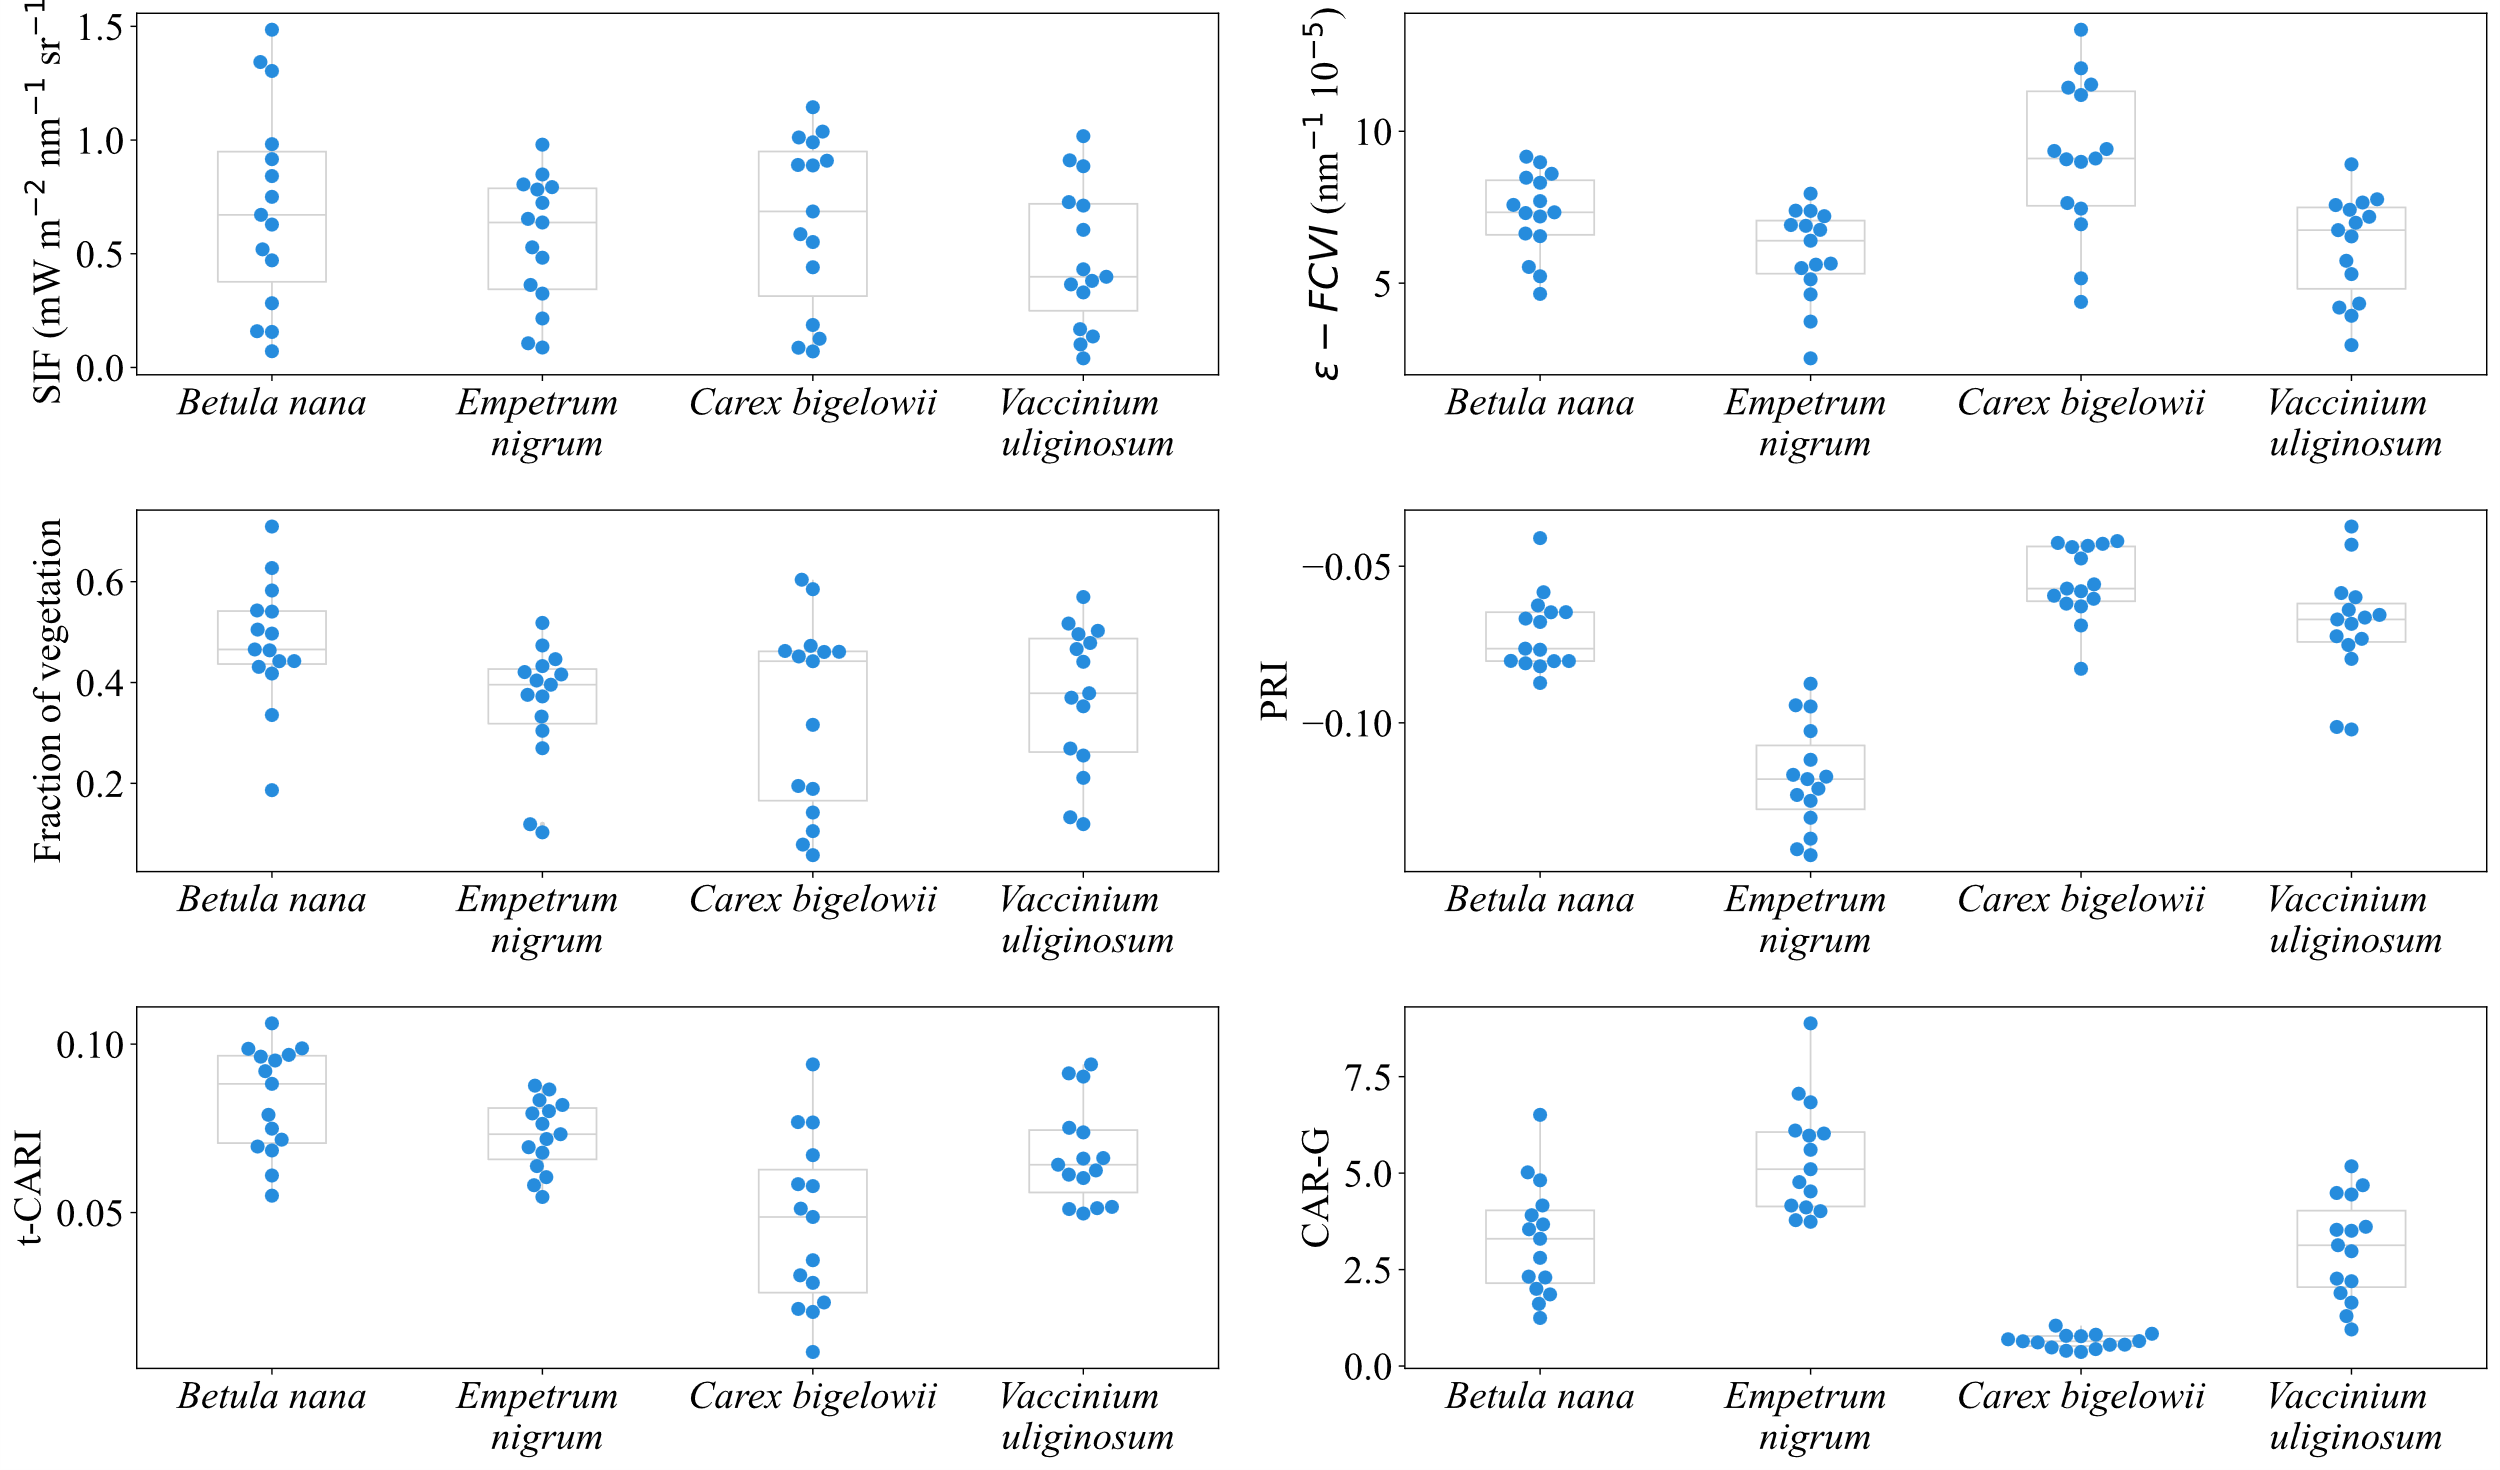 SIF (mW m⁻² nm⁻¹ sr⁻¹
1.5
1.0
0.5
0.0
Betula nana
Empetrum
nigrum
Carex bigelowii
Vaccinium
uliginosum
ε − FCVI (nm⁻¹ 10⁻⁵)
10
5
Betula nana
Empetrum
nigrum
Carex bigelowii
Vaccinium
uliginosum
Fraction of vegetation
0.6
0.4
0.2
Betula nana
Empetrum
nigrum
Carex bigelowii
Vaccinium
uliginosum
PRI
−0.05
−0.10
Betula nana
Empetrum
nigrum
Carex bigelowii
Vaccinium
uliginosum
t-CARI
0.10
0.05
Betula nana
Empetrum
nigrum
Carex bigelowii
Vaccinium
uliginosum
CAR-G
7.5
5.0
2.5
0.0
Betula nana
Empetrum
nigrum
Carex bigelowii
Vaccinium
uliginosum